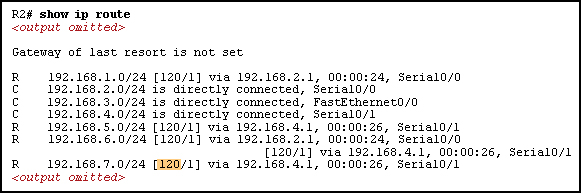 R2# show ip route
<output omitted>
Gateway of last resort is not set
R    192.168.1.0/24 [120/1] via 192.168.2.1, 00:00:24, Serial0/0
C    192.168.2.0/24 is directly connected, Serial0/0
C    192.168.3.0/24 is directly connected, FastEthernet0/0
C    192.168.4.0/24 is directly connected, Serial0/1
R    192.168.5.0/24 [120/1] via 192.168.4.1, 00:00:26, Serial0/1
R    192.168.6.0/24 [120/1] via 192.168.2.1, 00:00:24, Serial0/0
                    [120/1] via 192.168.4.1, 00:00:26, Serial0/1
R    192.168.7.0/24 [120/1] via 192.168.4.1, 00:00:26, Serial0/1
<output omitted>